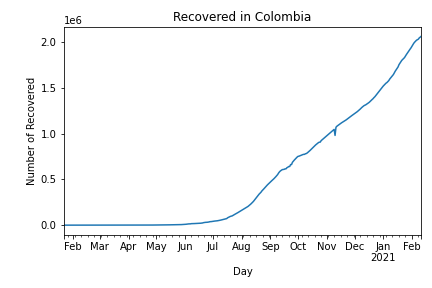 Recovered in Colombia
1e6
2.0
1.5
1.0
0.5
0.0
Number of Recovered
Feb Mar Apr May Jun Jul Aug Sep Oct Nov Dec Jan Feb
2021
Day